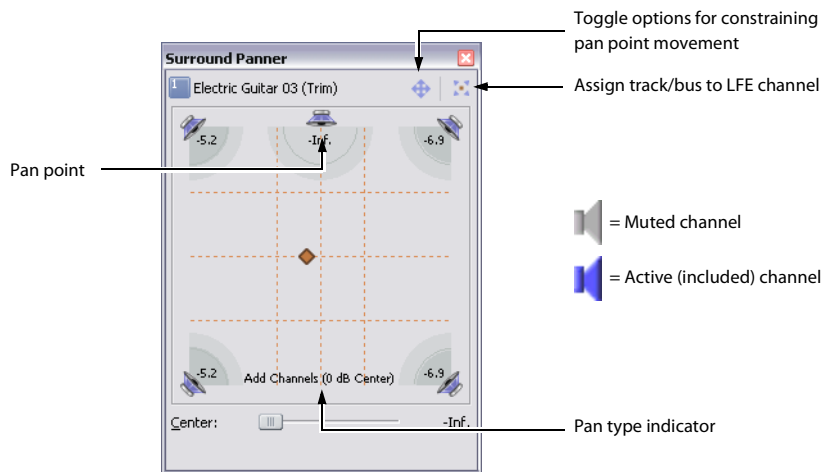 Toggle options for constraining
pan point movement
Surround Panner
1 Electric Guitar 03 (Trim)
Assign track/bus to LFE channel
-5.2 -Inf. -6.9
Pan point
= Muted channel
= Active (included) channel
-5.2 Add Channels (0 dB Center) -6.9
Center: -Inf.
Pan type indicator